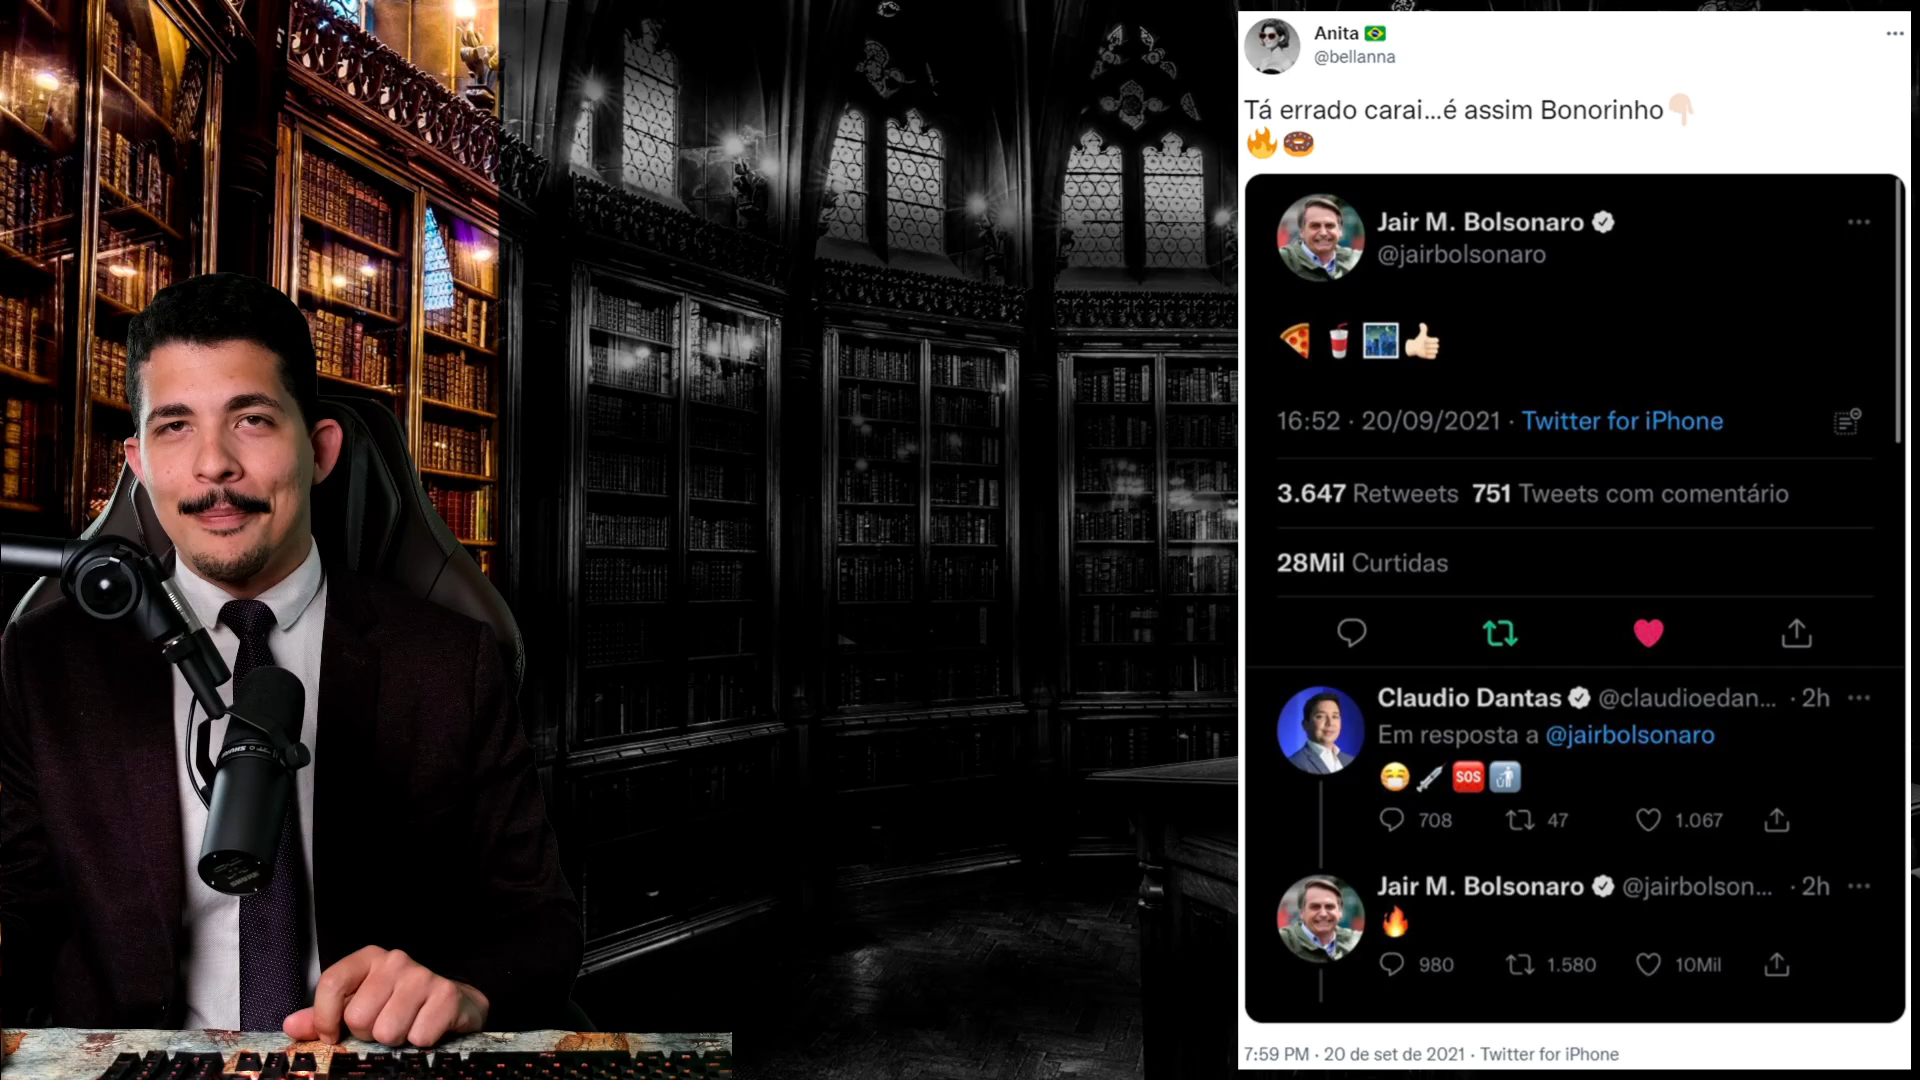 Anita 🇧🇷
@bellanna
Tá errado carai...é assim Bonorinho👇🏻
🔥🍩
Jair M. Bolsonaro
@jairbolsonaro
🍕 🥤 🌃 👍🏻
16:52 · 20/09/2021 · Twitter for iPhone
3.647 Retweets 751 Tweets com comentário
28Mil Curtidas
Claudio Dantas @claudioedan... · 2h
Em resposta a @jairbolsonaro
😷 💉 🆘 🚮
708 47 1.067
Jair M. Bolsonaro @jairbolson... · 2h
🔥
980 1.580 10Mil
7:59 PM · 20 de set de 2021 · Twitter for iPhone
SHURE